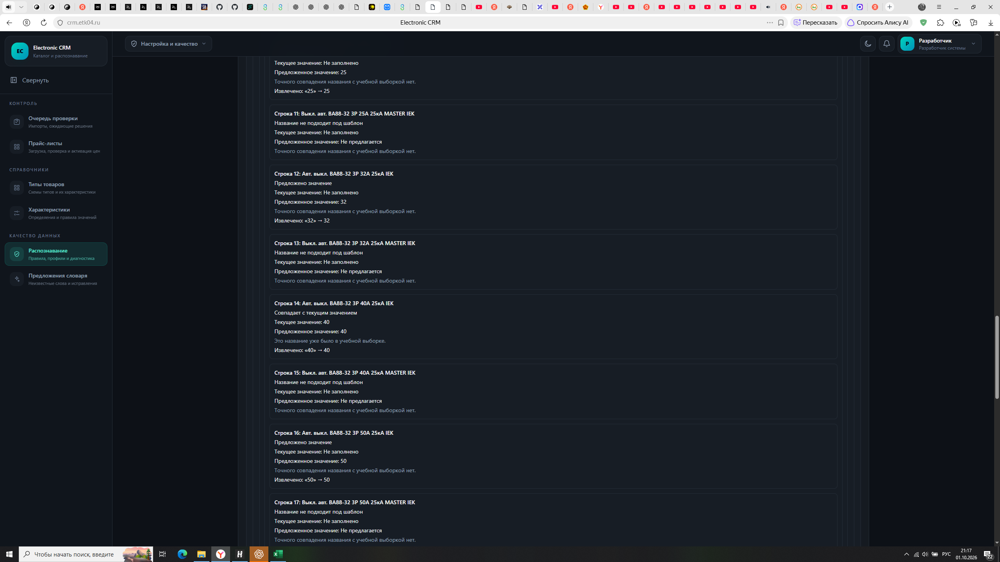 crm.etk04.ru
Electronic CRM
Пересказать
Спросить Алису AI
EC
Electronic CRM
Каталог и распознавание
Настройка и качество
Р
Разработчик
Разработчик системы
Свернуть
КОНТРОЛЬ
Очередь проверки
Импорты, ожидающие решения
Прайс-листы
Загрузка, проверка и активация цен
СПРАВОЧНИКИ
Типы товаров
Схемы типов и их характеристики
Характеристики
Определения и правила значений
КАЧЕСТВО ДАННЫХ
Распознавание
Правила, профили и диагностика
Предложения словаря
Неизвестные слова и исправления
Текущее значение: Не заполнено
Предложенное значение: 25
Точного совпадения названия с учебной выборкой нет.
Извлечено: «25» → 25
Строка 11: Выкл. авт. ВА88-32 3Р 25А 25кА MASTER IEK
Название не подходит под шаблон
Текущее значение: Не заполнено
Предложенное значение: Не предлагается
Точного совпадения названия с учебной выборкой нет.
Строка 12: Авт. выкл. ВА88-32 3Р 32А 25кА IEK
Предложено значение
Текущее значение: Не заполнено
Предложенное значение: 32
Точного совпадения названия с учебной выборкой нет.
Извлечено: «32» → 32
Строка 13: Выкл. авт. ВА88-32 3Р 32А 25кА MASTER IEK
Название не подходит под шаблон
Текущее значение: Не заполнено
Предложенное значение: Не предлагается
Точного совпадения названия с учебной выборкой нет.
Строка 14: Авт. выкл. ВА88-32 3Р 40А 25кА IEK
Совпадает с текущим значением
Текущее значение: 40
Предложенное значение: 40
Это название уже было в учебной выборке.
Извлечено: «40» → 40
Строка 15: Выкл. авт. ВА88-32 3Р 40А 25кА MASTER IEK
Название не подходит под шаблон
Текущее значение: Не заполнено
Предложенное значение: Не предлагается
Точного совпадения названия с учебной выборкой нет.
Строка 16: Авт. выкл. ВА88-32 3Р 50А 25кА IEK
Предложено значение
Текущее значение: Не заполнено
Предложенное значение: 50
Точного совпадения названия с учебной выборкой нет.
Извлечено: «50» → 50
Строка 17: Выкл. авт. ВА88-32 3Р 50А 25кА MASTER IEK
Название не подходит под шаблон
Текущее значение: Не заполнено
Предложенное значение: Не предлагается
Точного совпадения названия с учебной выборкой нет.
Чтобы начать поиск, введите
РУС
21:17
01.10.2026
22